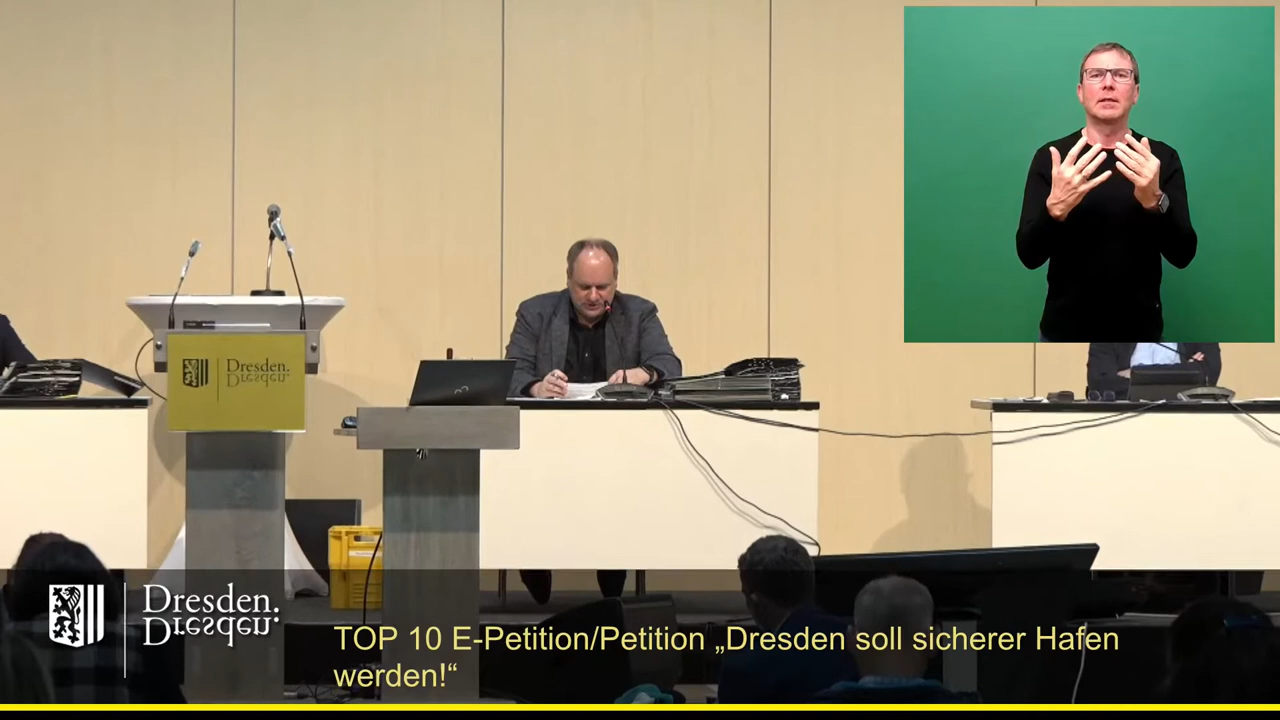 Dresden.
Dresden.
Dresden.
Dresden.
TOP 10 E-Petition/Petition „Dresden soll sicherer Hafen
werden!“